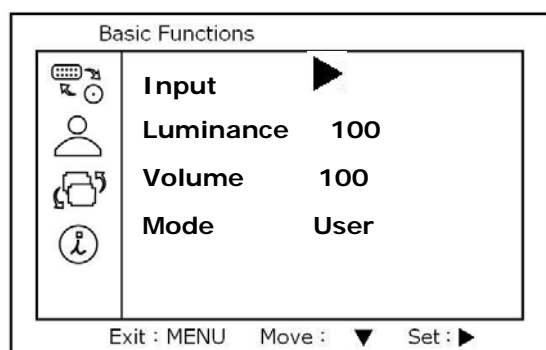 Basic Functions
Input ▶
Luminance 100
Volume 100
Mode User
Exit : MENU Move : ▼ Set : ▶